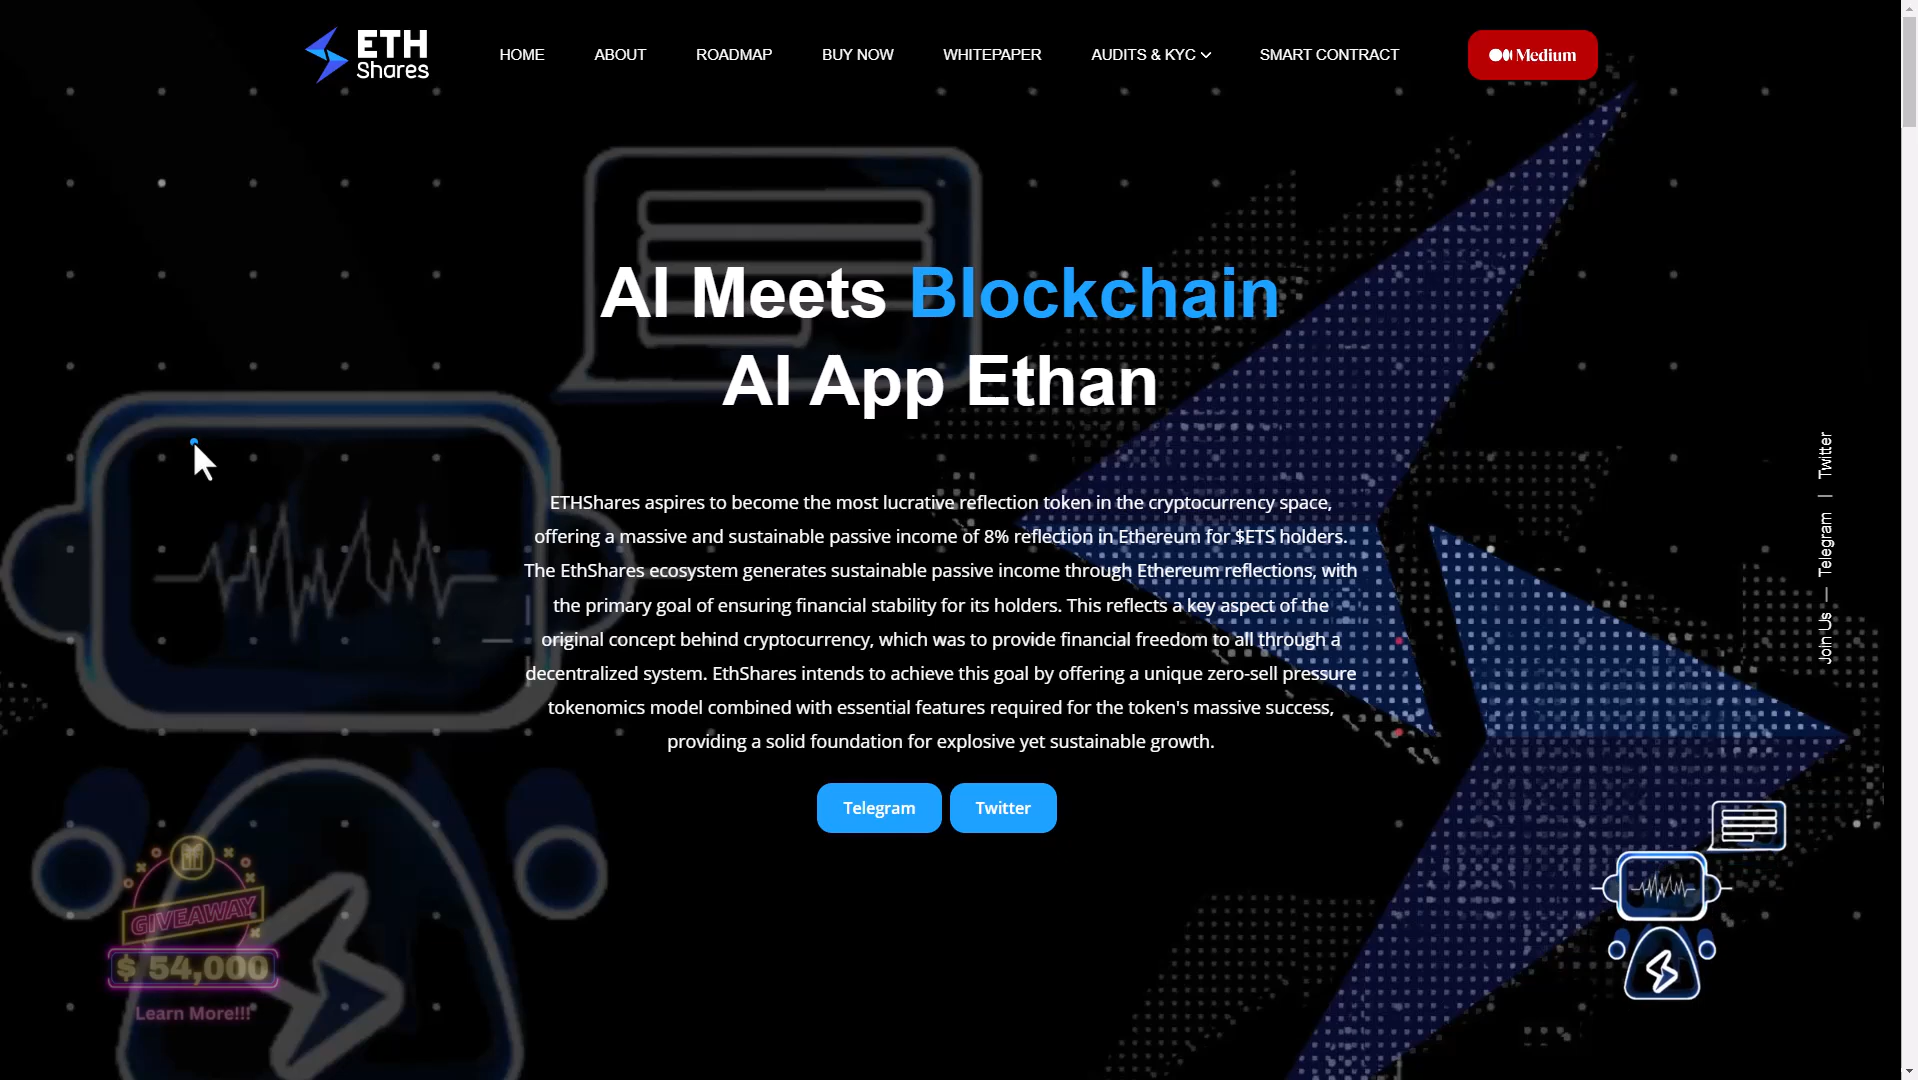 ETH
Shares
HOME
ABOUT
ROADMAP
BUY NOW
WHITEPAPER
AUDITS & KYC
SMART CONTRACT
Medium
AI Meets Blockchain
AI App Ethan
ETHShares aspires to become the most lucrative reflection token in the cryptocurrency space,
offering a massive and sustainable passive income of 8% reflection in Ethereum for $ETS holders.
The EthShares ecosystem generates sustainable passive income through Ethereum reflections, with
the primary goal of ensuring financial stability for its holders. This reflects a key aspect of the
original concept behind cryptocurrency, which was to provide financial freedom to all through a
decentralized system. EthShares intends to achieve this goal by offering a unique zero-sell pressure
tokenomics model combined with essential features required for the token's massive success,
providing a solid foundation for explosive yet sustainable growth.
Telegram
Twitter
Join Us — Telegram | Twitter
GIVEAWAY
$ 54,000
Learn More!!!